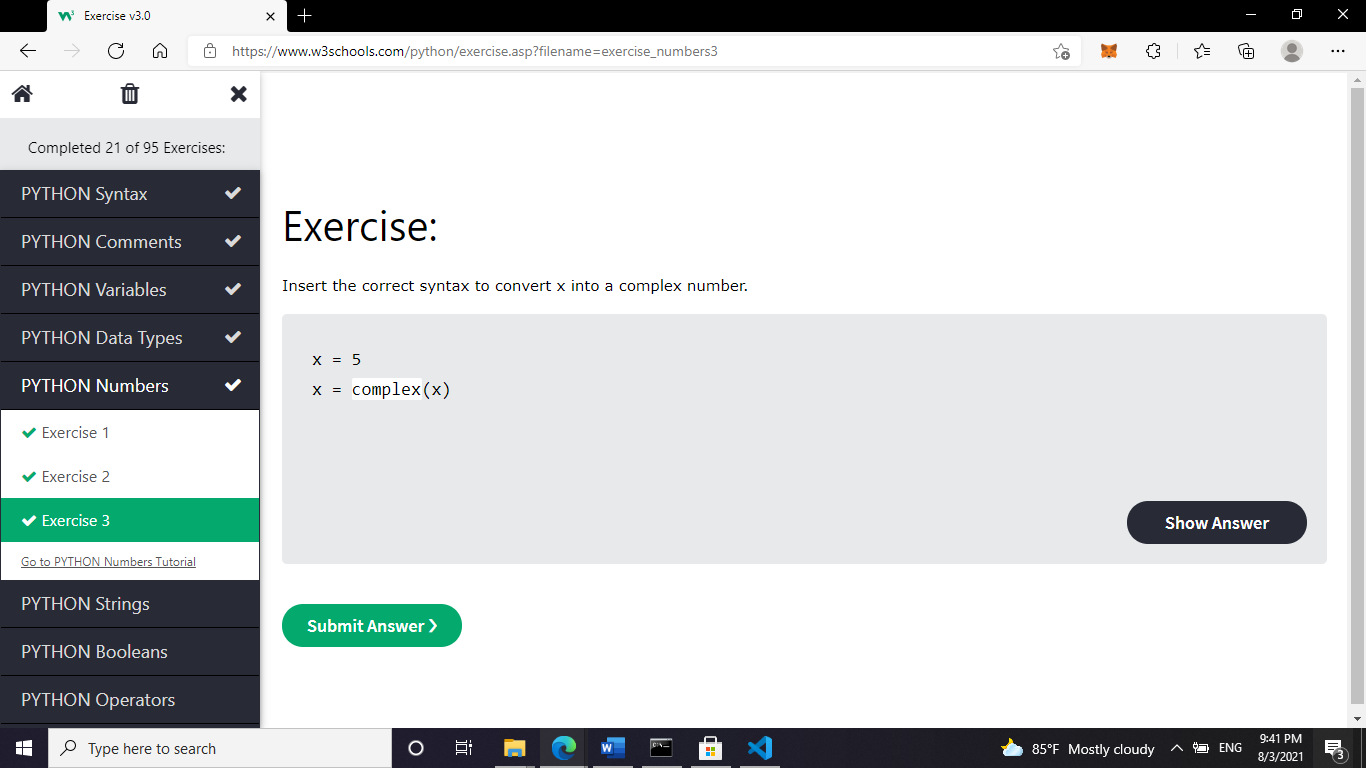 Exercise v3.0
https://www.w3schools.com/python/exercise.asp?filename=exercise_numbers3
Completed 21 of 95 Exercises:
PYTHON Syntax
PYTHON Comments
PYTHON Variables
PYTHON Data Types
PYTHON Numbers
Exercise 1
Exercise 2
Exercise 3
Go to PYTHON Numbers Tutorial
PYTHON Strings
PYTHON Booleans
PYTHON Operators
Exercise:
Insert the correct syntax to convert x into a complex number.
x = 5
x = complex(x)
Show Answer
Submit Answer ❯
Type here to search
85°F Mostly cloudy
ENG
9:41 PM
8/3/2021
3